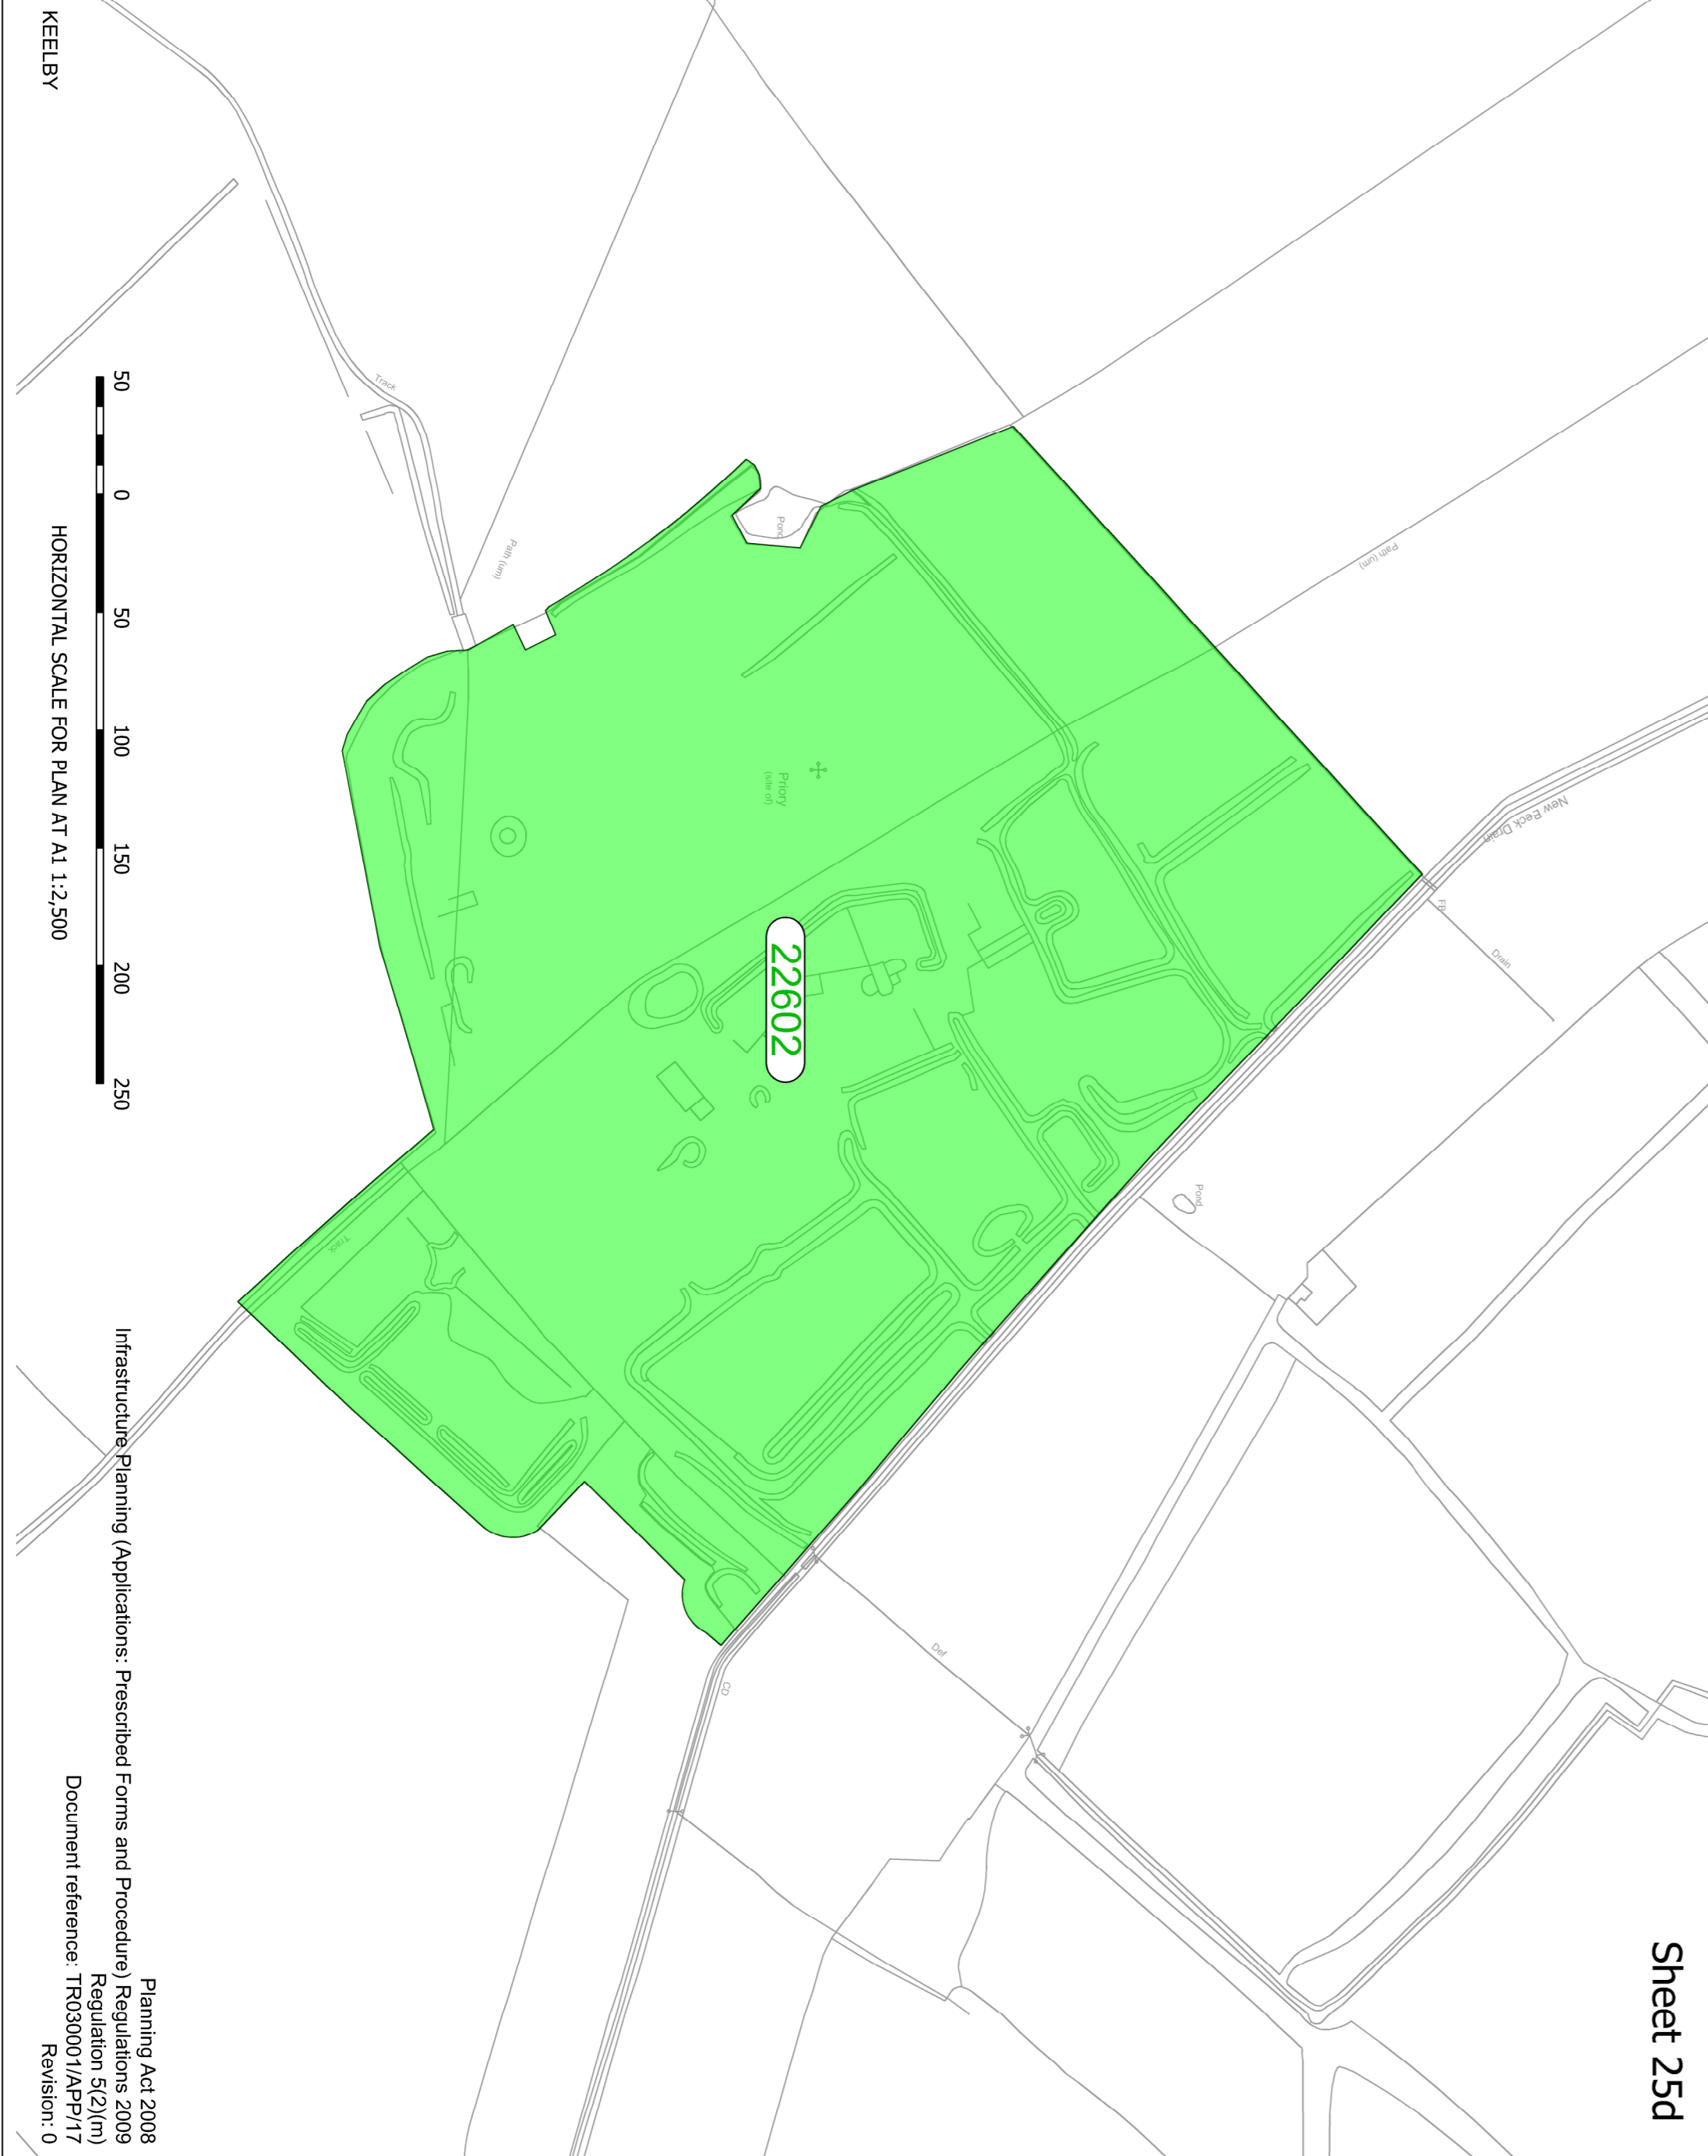 Sheet 25d
New Beck Drain
FB
Drain
Path (um)
Pond
Pond
Priory
(site of)
22602
Path (um)
Track
Track
Def
CD
50 0 50 100 150 200 250
HORIZONTAL SCALE FOR PLAN AT A1 1:2,500
KEELBY
Planning Act 2008
Infrastructure Planning (Applications: Prescribed Forms and Procedure) Regulations 2009
Regulation 5(2)(m)
Document reference: TR030001/APP/17
Revision: 0